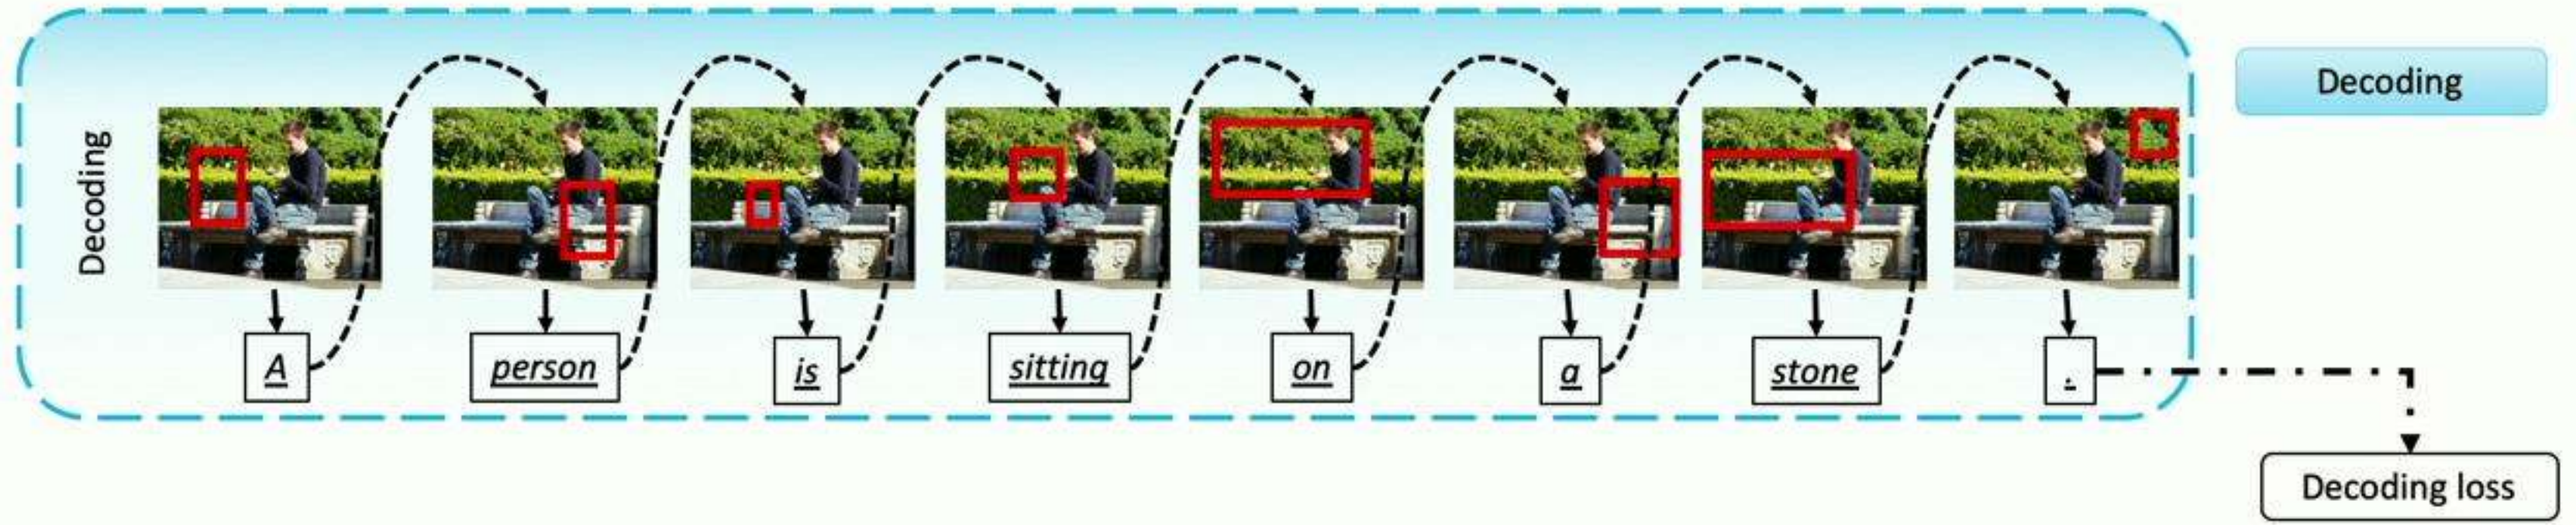 Decoding
Decoding
A person is sitting on a stone .
Decoding loss